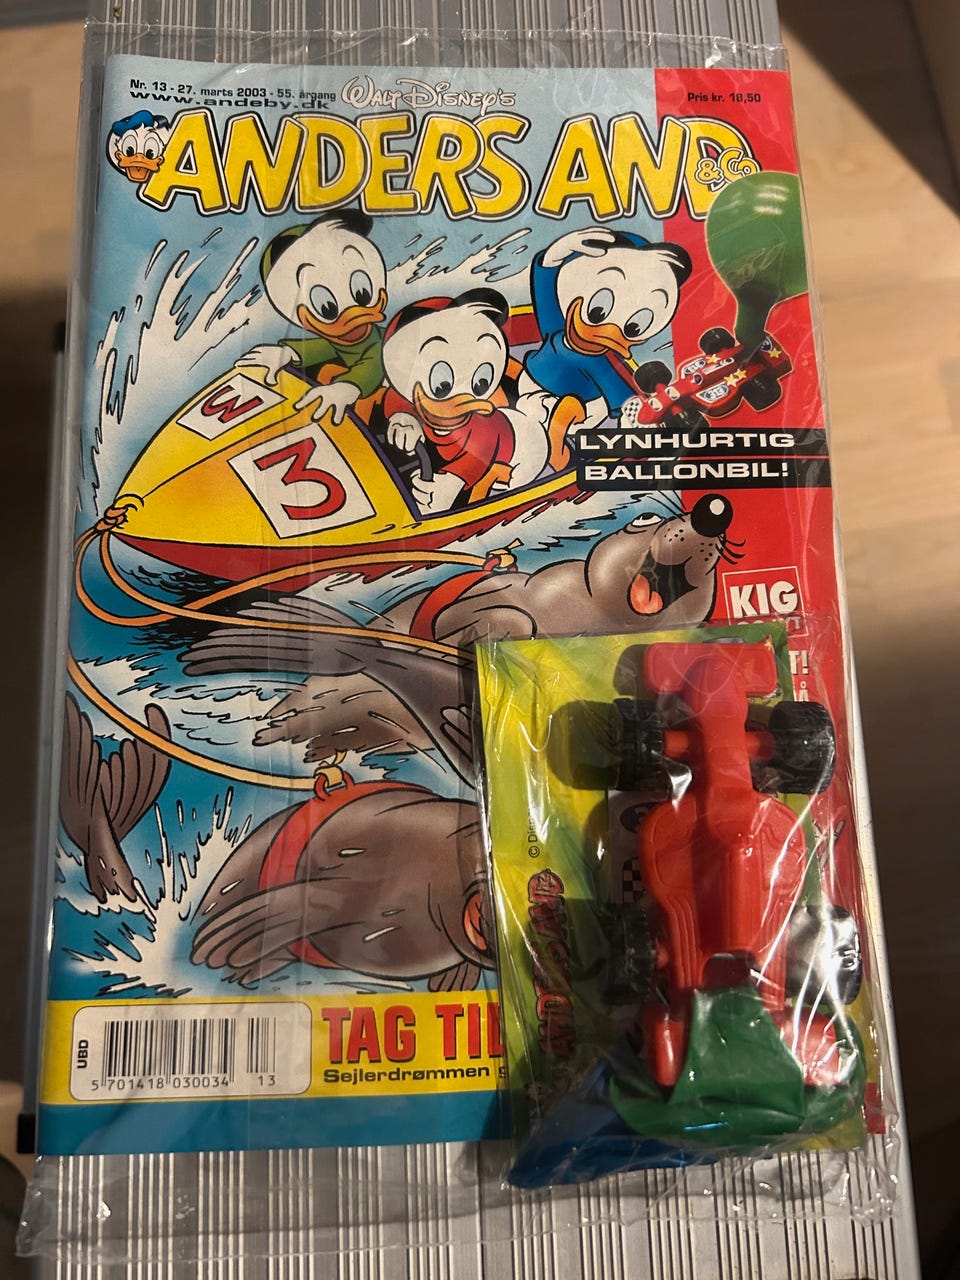 Nr. 13 - 27. marts 2003 - 55. årgang
www.andeby.dk
WALT DISNEY'S
Pris kr. 18,50
ANDERS AND
& Co
LYNHURTIG
BALLONBIL!
W
3
KIG
T!
ANDERS AND
© Disney
UBD
5 701418 030034
13
TAG TIL
Sejlerdrømmen